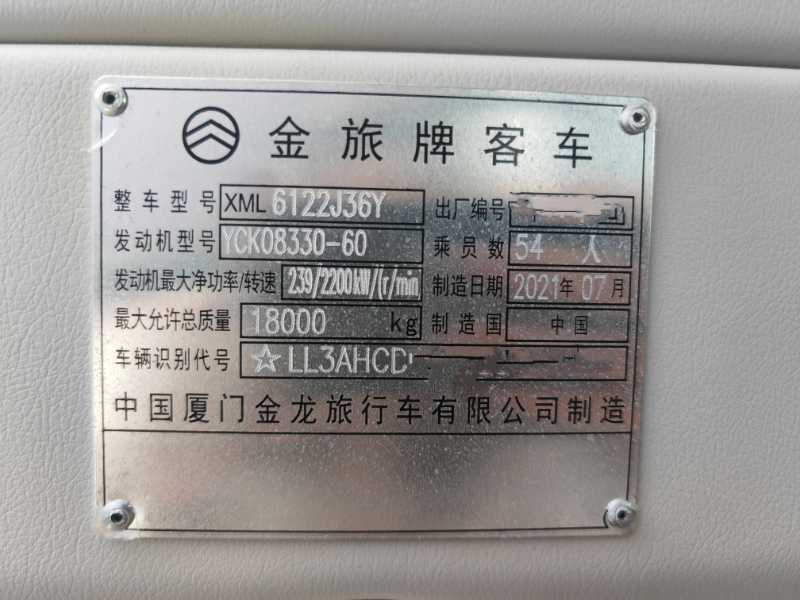 金旅牌客车
整车型号 XML 6122J36Y 出厂编号
发动机型号 YCK08330-60 乘员数 54 人
发动机最大净功率/转速 239/2200kW/(r/min) 制造日期 2021年 07月
最大允许总质量 18000 kg 制造国 中国
车辆识别代号 ☆LL3AHCD
中国厦门金龙旅行车有限公司制造